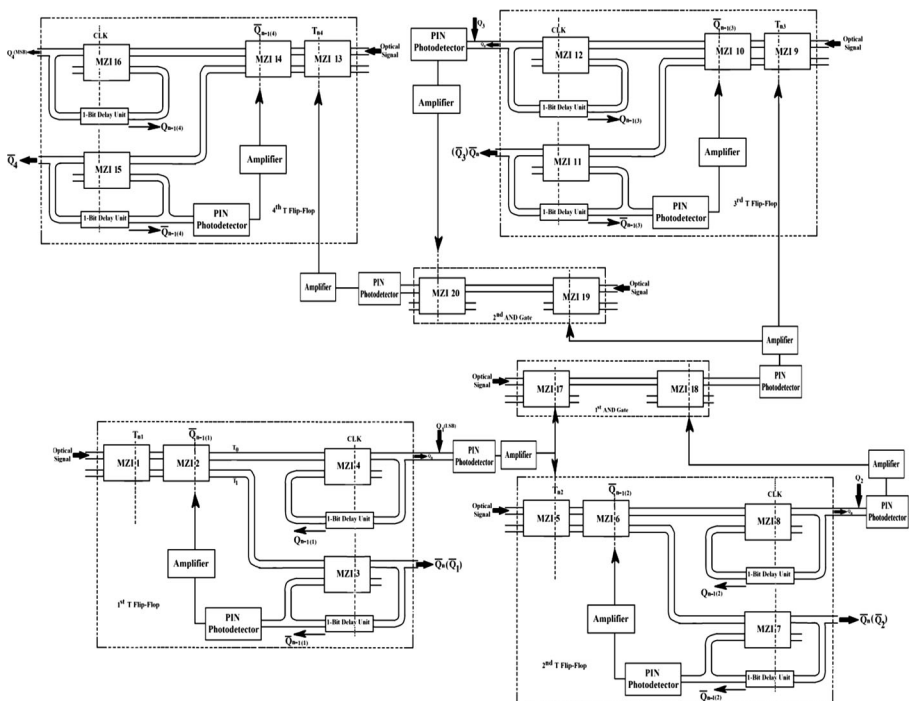 Q₄(MSB)
CLK
Q̅ₙ₋₁₍₄₎
Tₙ₄
MZI 16
MZI 14
MZI 13
Optical Signal
1-Bit Delay Unit
Qₙ₋₁₍₄₎
Q̅₄
MZI 15
Amplifier
PIN Photodetector
4th T Flip-Flop
1-Bit Delay Unit
Q̅ₙ₋₁₍₄₎
Q₃
PIN Photodetector
CLK
Q̅ₙ₋₁₍₃₎
Tₙ₃
MZI 12
MZI 10
MZI 9
Optical Signal
Amplifier
1-Bit Delay Unit
Qₙ₋₁₍₃₎
(Q̅₃)Q̅ₙ
MZI 11
Amplifier
PIN Photodetector
3rd T Flip-Flop
1-Bit Delay Unit
Q̅ₙ₋₁₍₃₎
Amplifier
PIN Photodetector
MZI 20
MZI 19
Optical Signal
2nd AND Gate
Amplifier
PIN Photodetector
Optical Signal
MZI 17
MZI 18
1st AND Gate
Tₙ₁
Q̅ₙ₋₁₍₁₎
CLK
Q₁(LSB)
Optical Signal
MZI 1
MZI 2
T₀
T₁
MZI 4
PIN Photodetector
Amplifier
1-Bit Delay Unit
Qₙ₋₁₍₁₎
Amplifier
MZI 3
Q̅ₙ(Q̅₁)
1st T Flip-Flop
PIN Photodetector
1-Bit Delay Unit
Q̅ₙ₋₁₍₁₎
Amplifier
PIN Photodetector
Tₙ₂
Q̅ₙ₋₁₍₂₎
CLK
Q₂
Optical Signal
MZI 5
MZI 6
MZI 8
1-Bit Delay Unit
Qₙ₋₁₍₂₎
Amplifier
MZI 7
Q̅ₙ(Q̅₂)
2nd T Flip-Flop
PIN Photodetector
1-Bit Delay Unit
Q̅ₙ₋₁₍₂₎